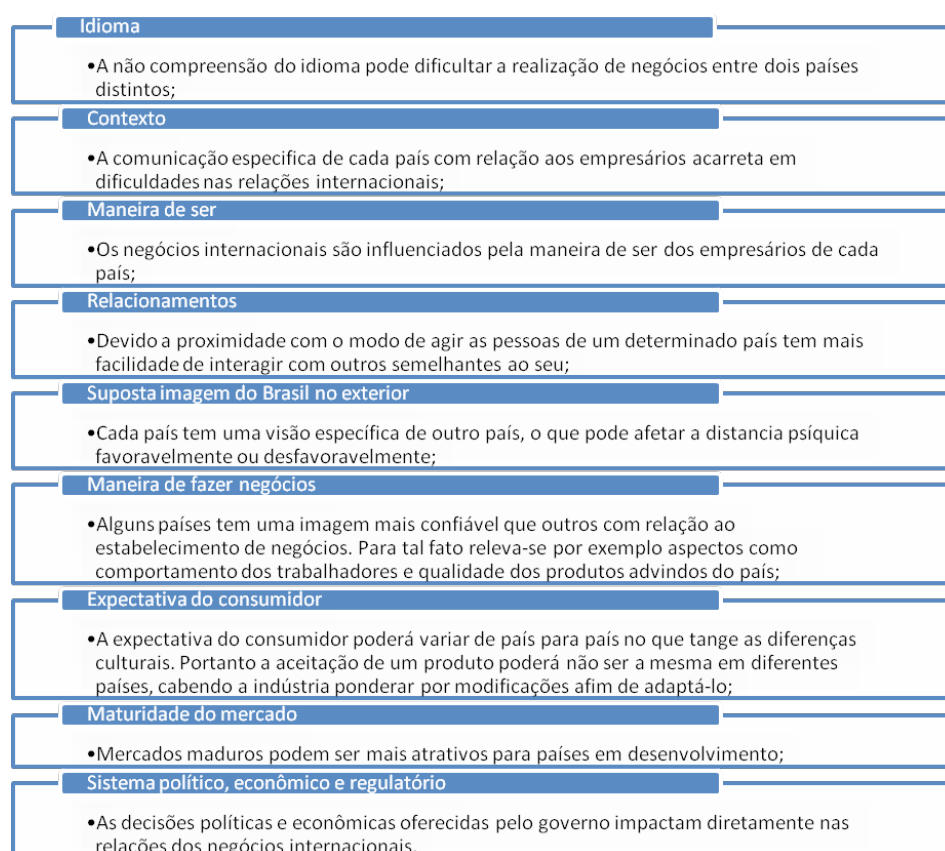 Idioma
•A não compreensão do idioma pode dificultar a realização de negócios entre dois países
distintos;
Contexto
•A comunicação especifica de cada país com relação aos empresários acarreta em
dificuldades nas relações internacionais;
Maneira de ser
•Os negócios internacionais são influenciados pela maneira de ser dos empresários de cada
país;
Relacionamentos
•Devido a proximidade com o modo de agir as pessoas de um determinado país tem mais
facilidade de interagir com outros semelhantes ao seu;
Suposta imagem do Brasil no exterior
•Cada país tem uma visão específica de outro país, o que pode afetar a distancia psíquica
favoravelmente ou desfavoravelmente;
Maneira de fazer negócios
•Alguns países tem uma imagem mais confiável que outros com relação ao
estabelecimento de negócios. Para tal fato releva-se por exemplo aspectos como
comportamento dos trabalhadores e qualidade dos produtos advindos do país;
Expectativa do consumidor
•A expectativa do consumidor poderá variar de país para país no que tange as diferenças
culturais. Portanto a aceitação de um produto poderá não ser a mesma em diferentes
países, cabendo a indústria ponderar por modificações afim de adaptá-lo;
Maturidade do mercado
•Mercados maduros podem ser mais atrativos para países em desenvolvimento;
Sistema político, econômico e regulatório
•As decisões políticas e econômicas oferecidas pelo governo impactam diretamente nas
relações dos negócios internacionais.